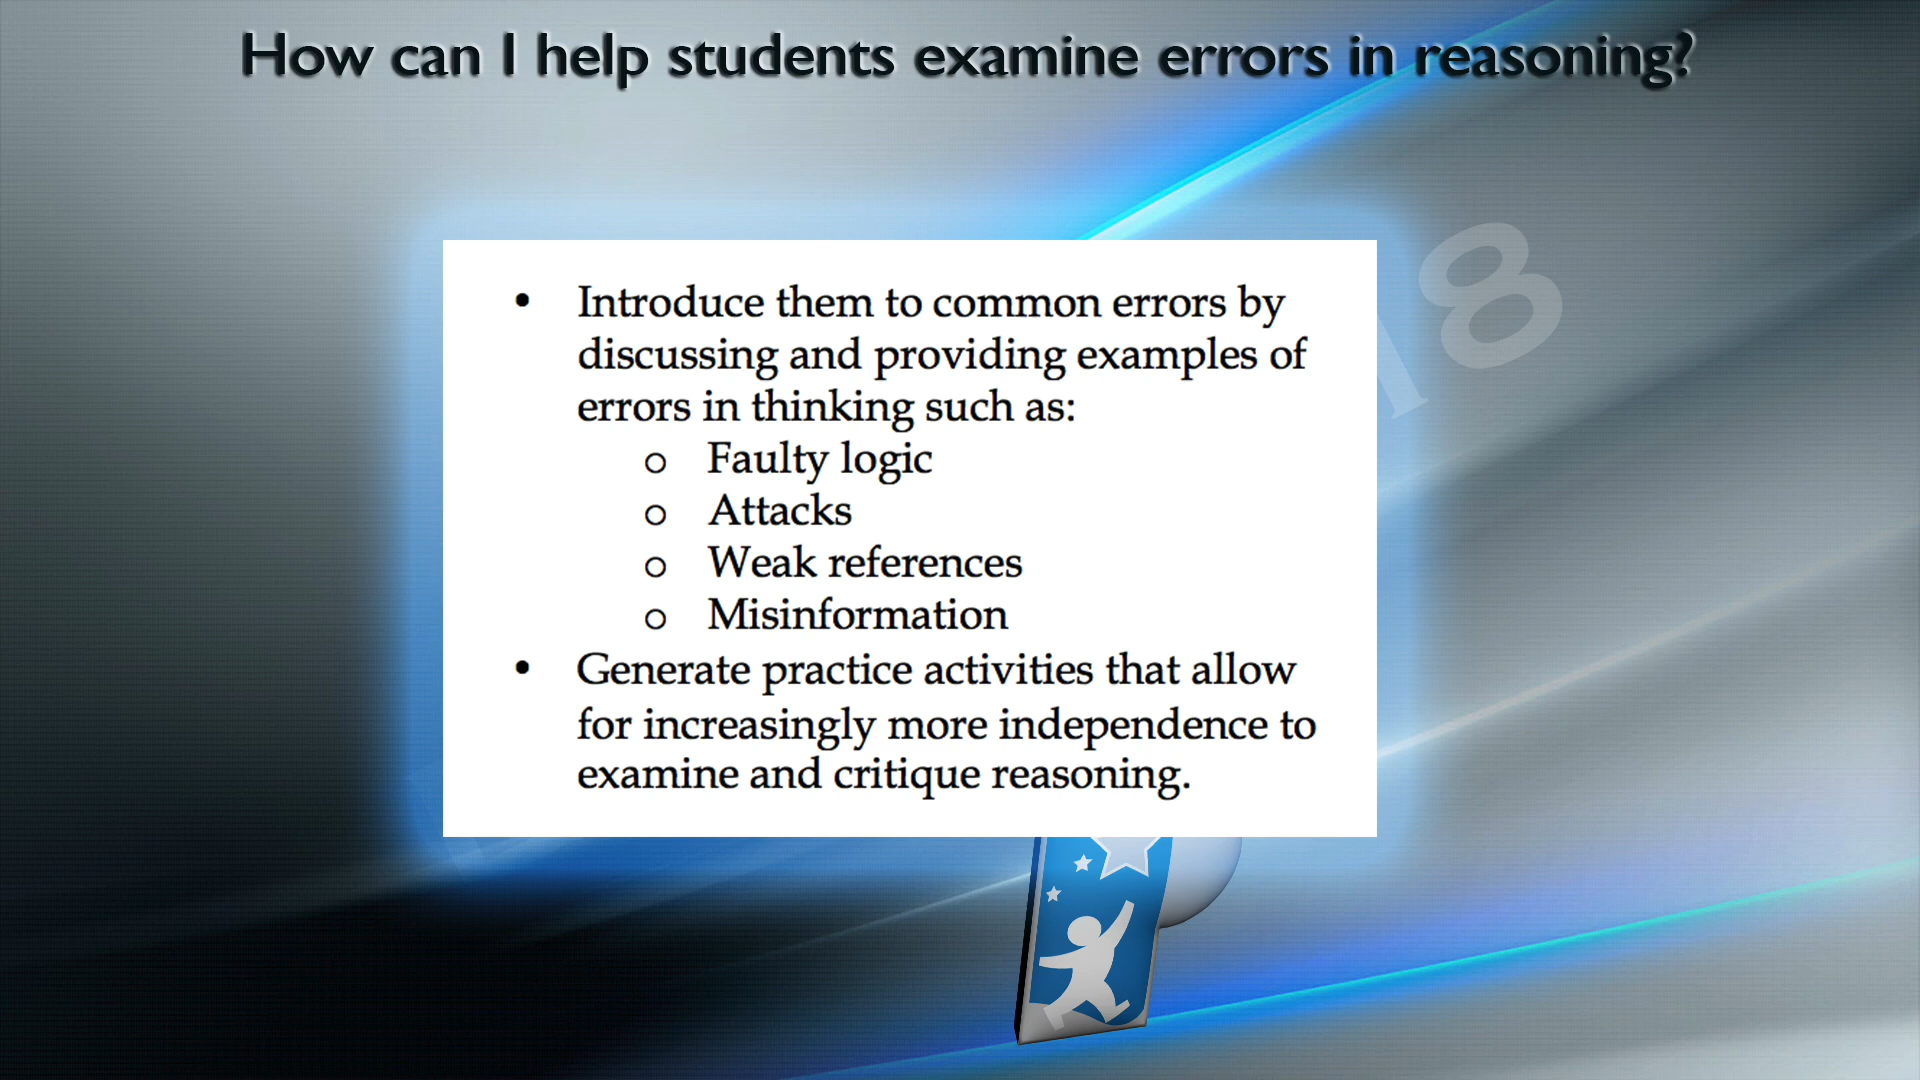 How can I help students examine errors in reasoning?
• Introduce them to common errors by
discussing and providing examples of
errors in thinking such as:
o Faulty logic
o Attacks
o Weak references
o Misinformation
• Generate practice activities that allow
for increasingly more independence to
examine and critique reasoning.